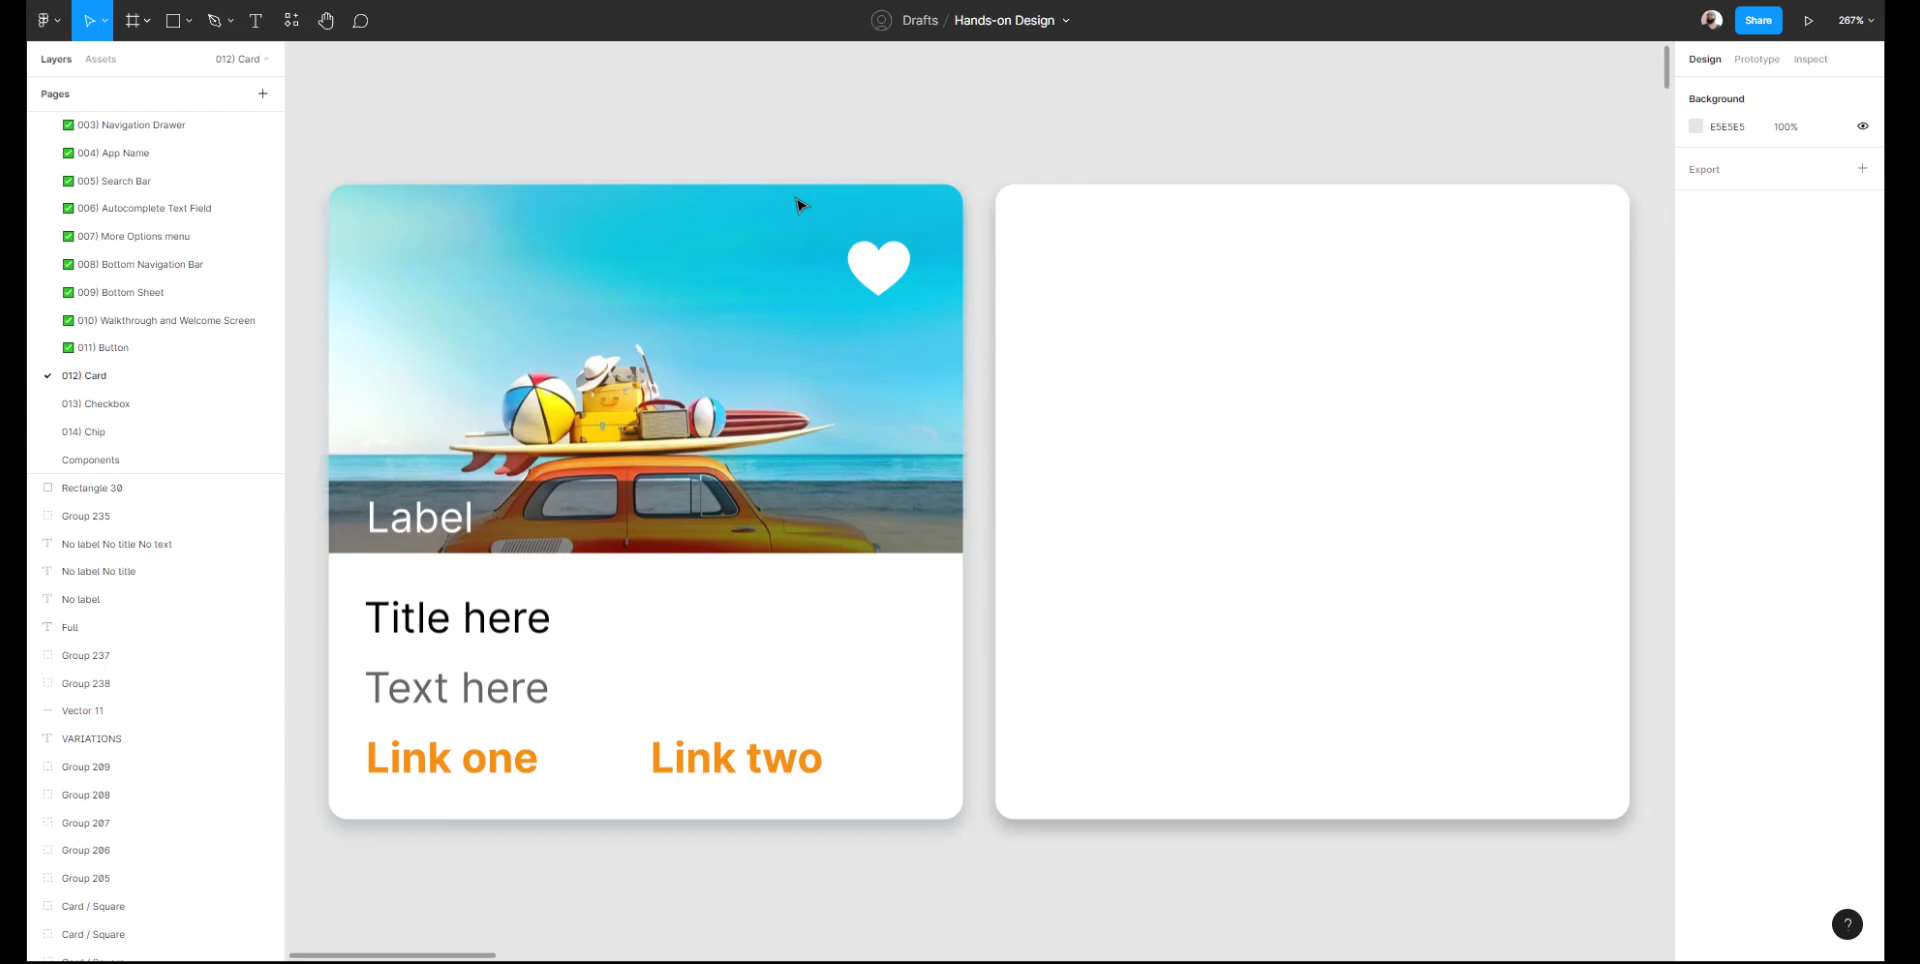 Drafts / Hands-on Design
Share
267%
Layers Assets 012) Card
Pages
003) Navigation Drawer
004) App Name
005) Search Bar
006) Autocomplete Text Field
007) More Options menu
008) Bottom Navigation Bar
009) Bottom Sheet
010) Walkthrough and Welcome Screen
011) Button
012) Card
013) Checkbox
014) Chip
Components
Rectangle 30
Group 235
No label No title No text
No label No title
No label
Full
Group 237
Group 238
Vector 11
VARIATIONS
Group 209
Group 208
Group 207
Group 206
Group 205
Card / Square
Card / Square
Label
Title here
Text here
Link one Link two
Design Prototype Inspect
Background
E5E5E5 100%
Export
?